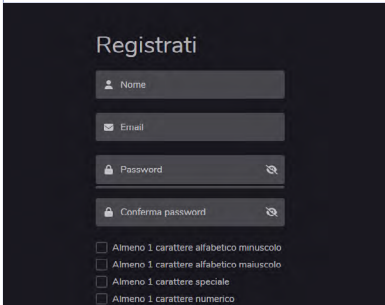 Registrati
Nome
Email
Password
Conferma password
Almeno 1 carattere alfabetico minuscolo
Almeno 1 carattere alfabetico maiuscolo
Almeno 1 carattere speciale
Almeno 1 carattere numerico